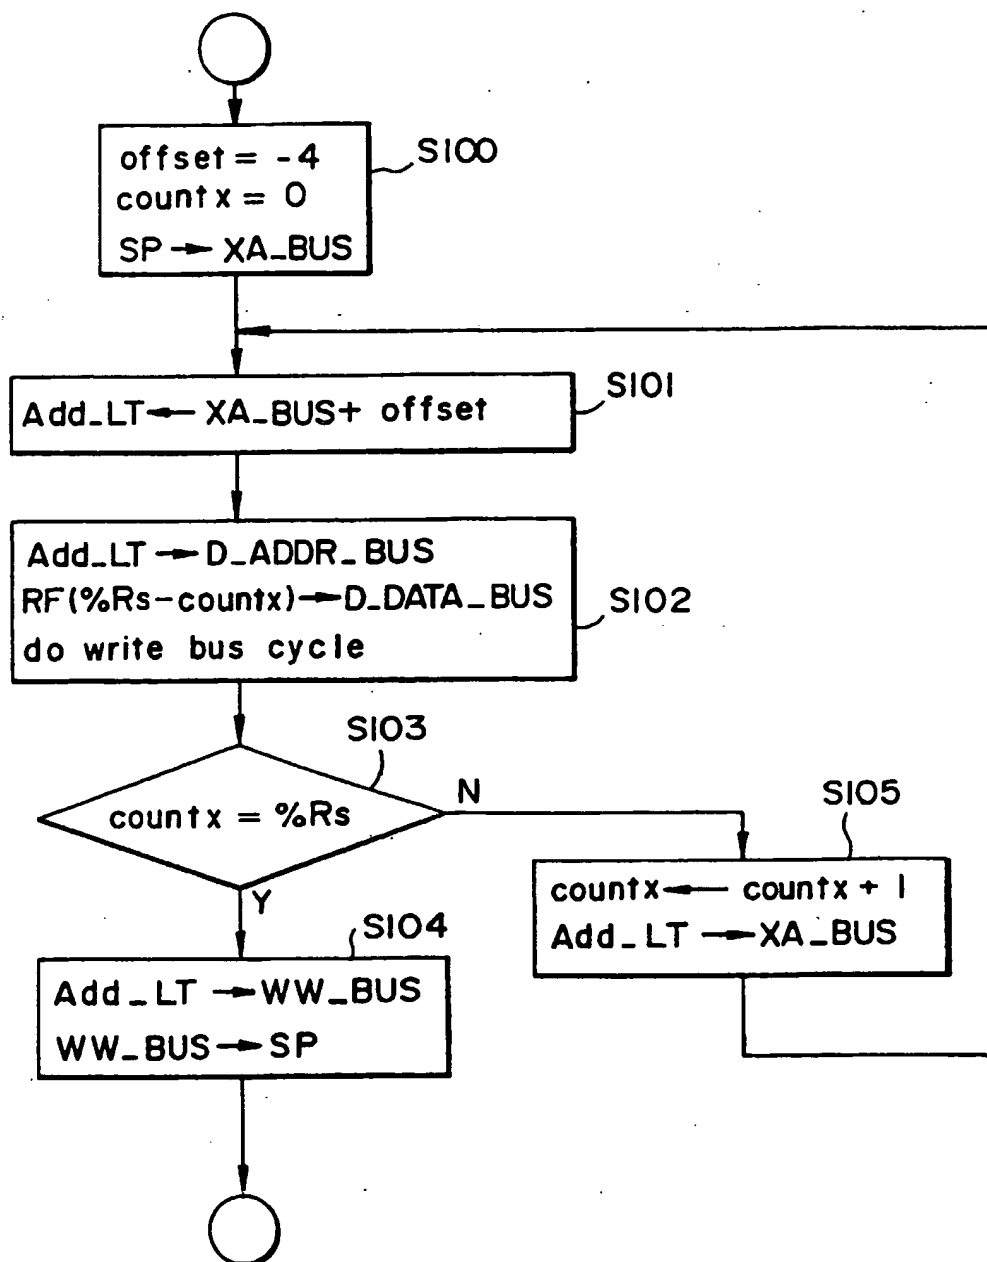 offset = -4
countx = 0
SP → XA_BUS
S100
Add_LT ← XA_BUS + offset
S101
Add_LT → D_ADDR_BUS
RF(%Rs-countx) → D_DATA_BUS
do write bus cycle
S102
S103
countx = %Rs
N
Y
S105
countx ← countx + 1
Add_LT → XA_BUS
S104
Add_LT → WW_BUS
WW_BUS → SP